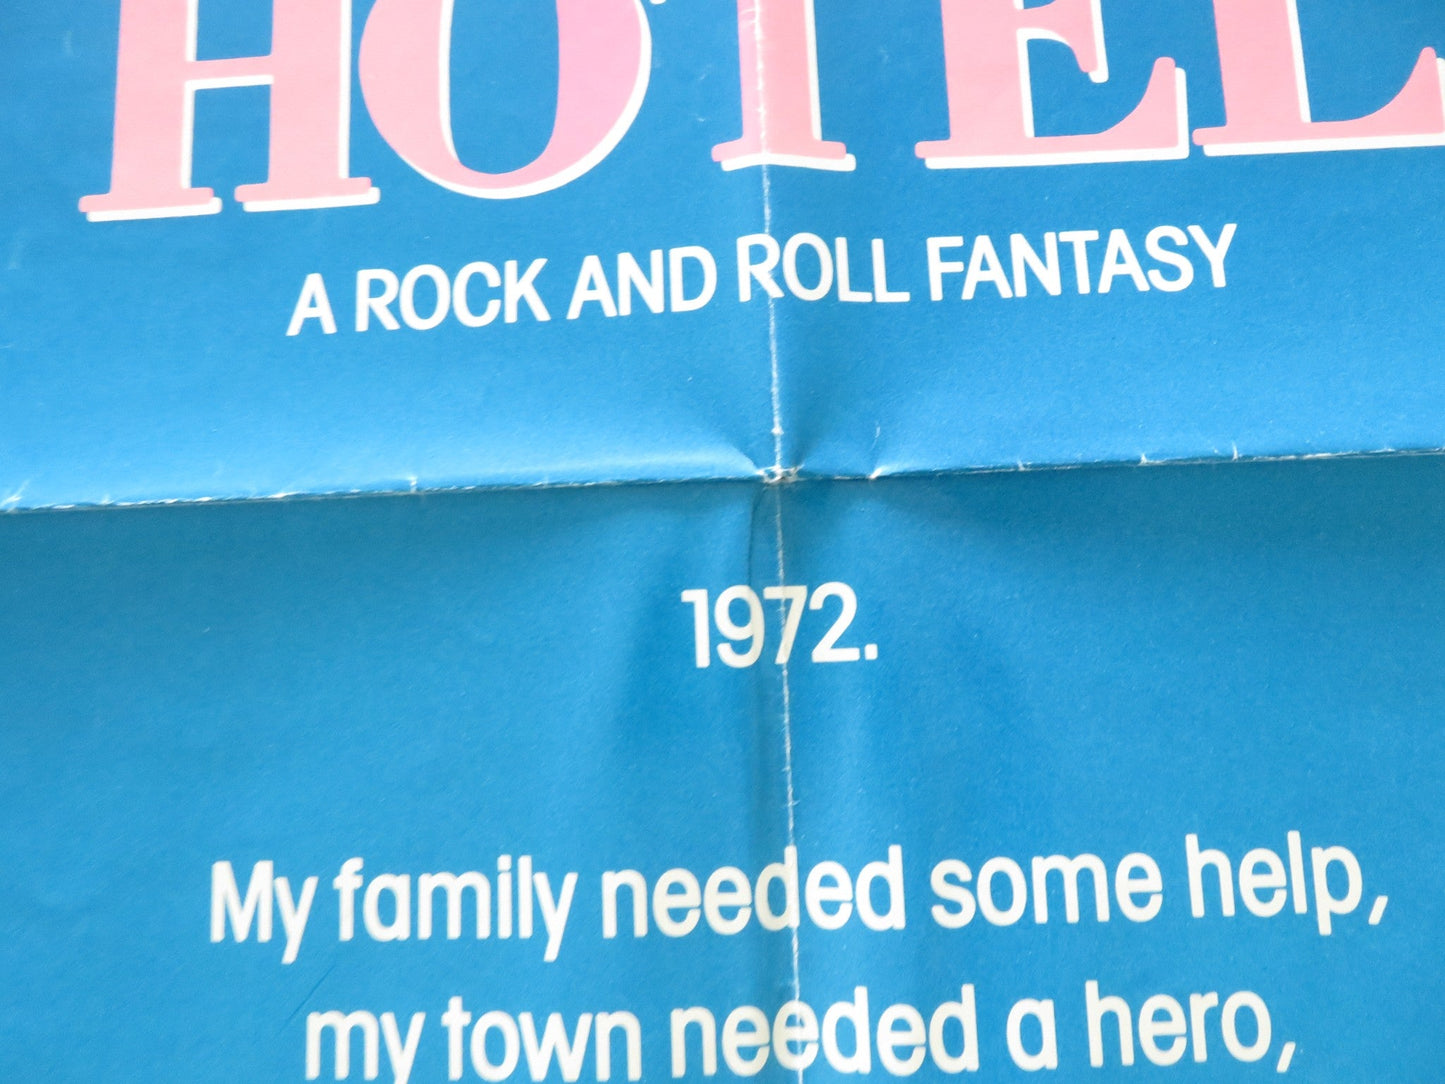 HOTEL
A ROCK AND ROLL FANTASY
1972.
My family needed some help,
my town needed a hero,